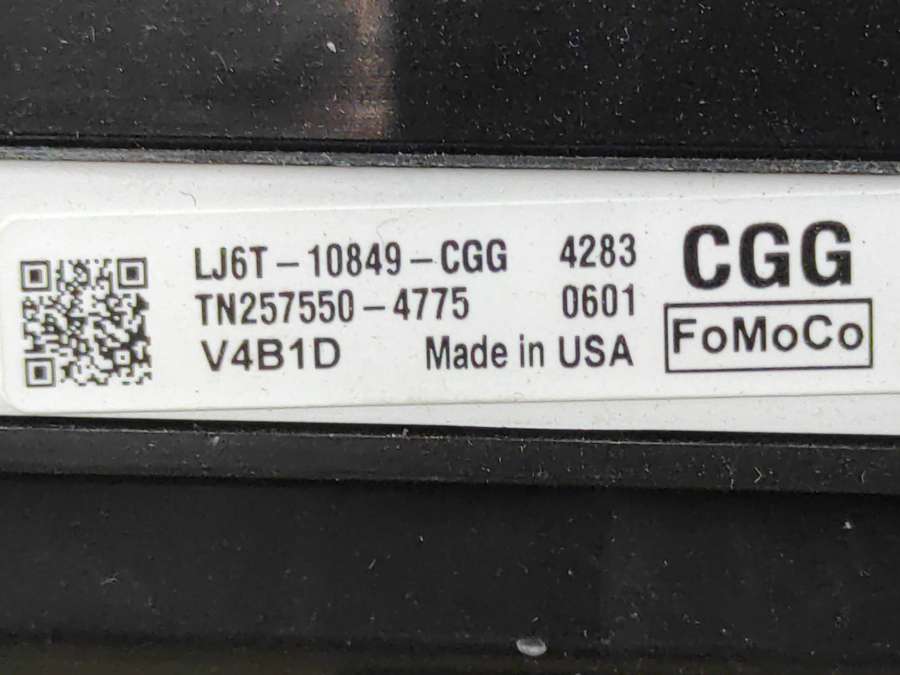 LJ6T-10849-CGG 4283 CGG
TN257550-4775 0601
V4B1D Made in USA FoMoCo